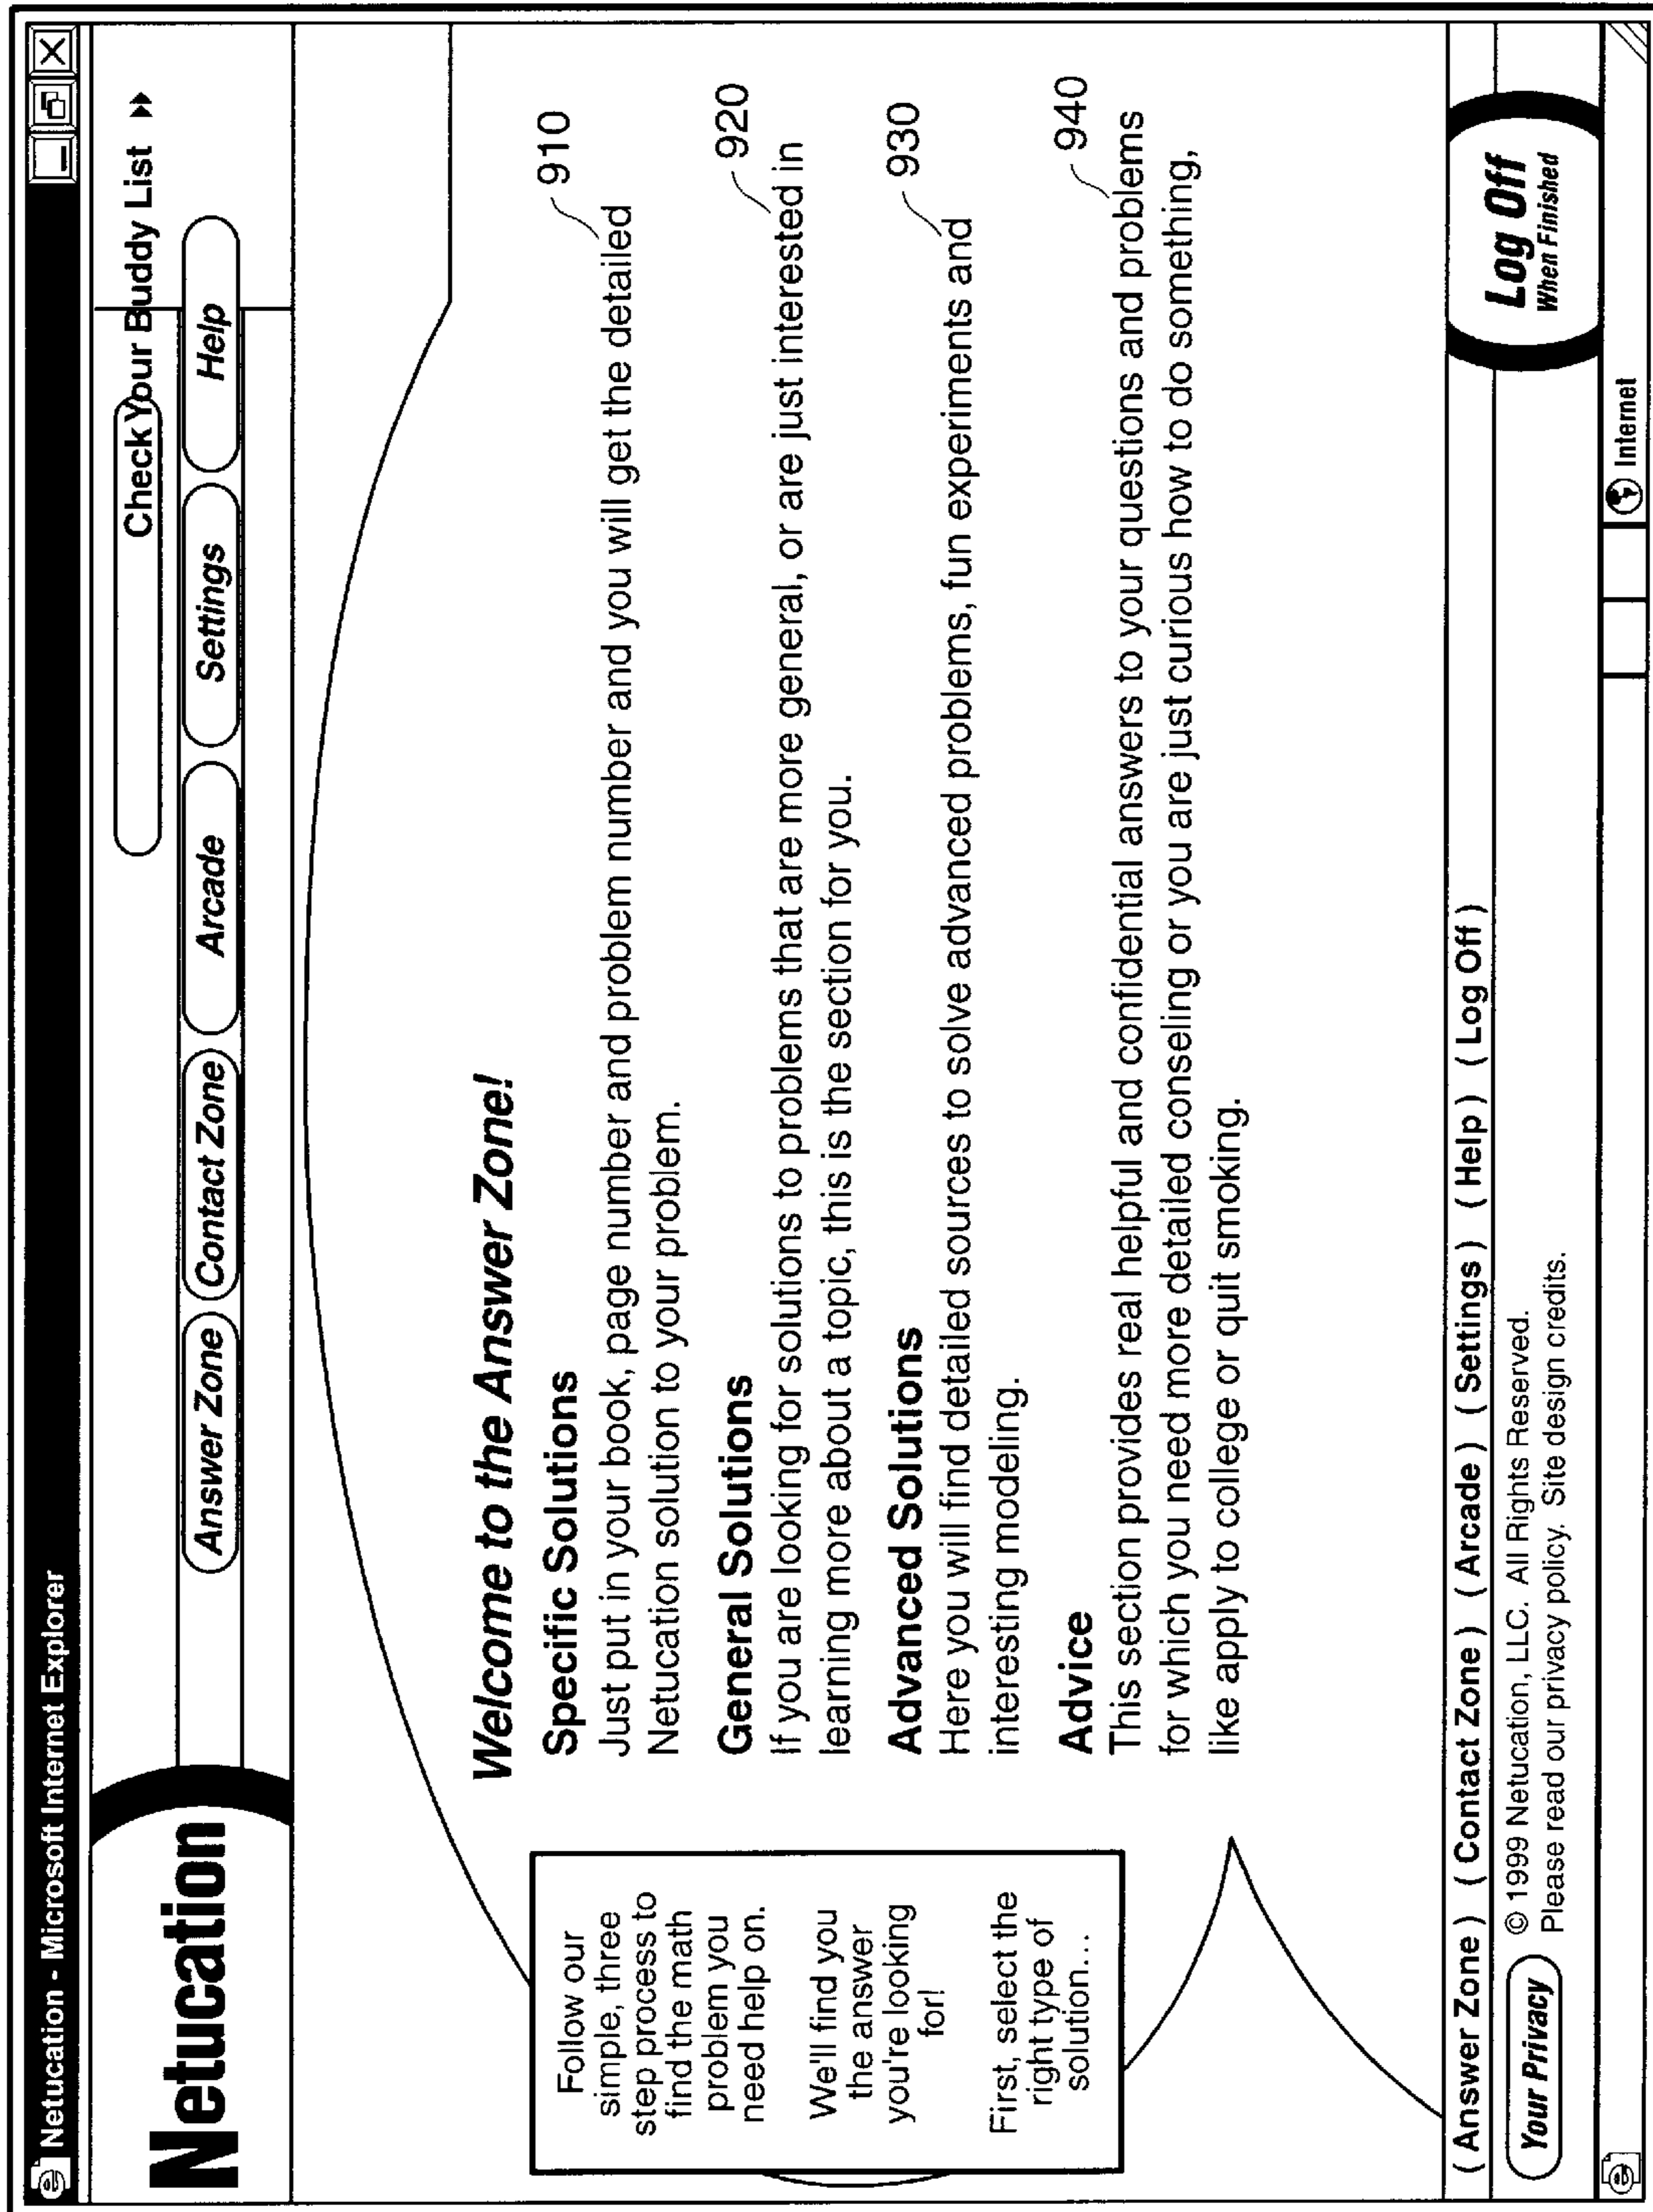 Netucation - Microsoft Internet Explorer
Netucation
Check Your Buddy List
Answer Zone
Contact Zone
Arcade
Settings
Help
Follow our
simple, three
step process to
find the math
problem you
need help on.
We'll find you
the answer
you're looking
for!
First, select the
right type of
solution...
Welcome to the Answer Zone!
Specific Solutions
910
Just put in your book, page number and problem number and you will get the detailed
Netucation solution to your problem.
General Solutions
920
If you are looking for solutions to problems that are more general, or are just interested in
learning more about a topic, this is the section for you.
Advanced Solutions
930
Here you will find detailed sources to solve advanced problems, fun experiments and
interesting modeling.
Advice
940
This section provides real helpful and confidential answers to your questions and problems
for which you need more detailed conseling or you are just curious how to do something,
like apply to college or quit smoking.
( Answer Zone ) ( Contact Zone ) ( Arcade ) ( Settings ) ( Help ) ( Log Off )
Your Privacy
© 1999 Netucation, LLC. All Rights Reserved.
Please read our privacy policy. Site design credits.
Log Off
When Finished
Internet